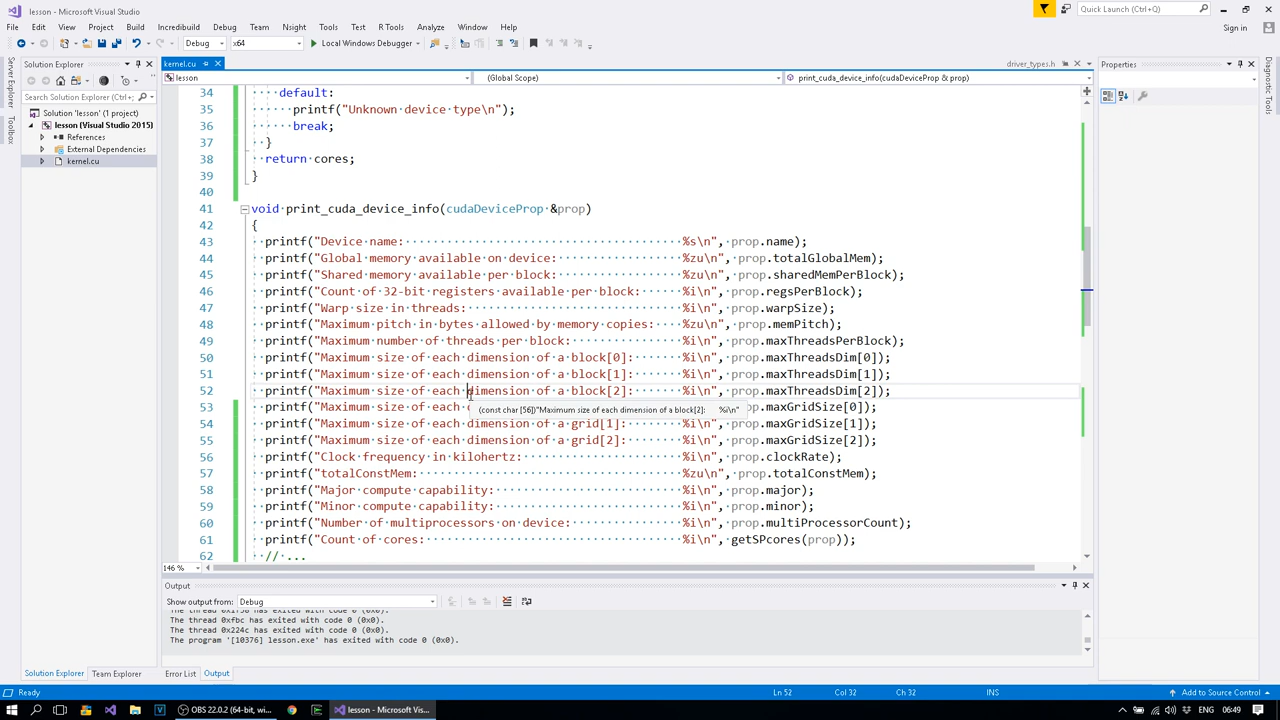 lesson - Microsoft Visual Studio
Quick Launch (Ctrl+Q)
File Edit View Project Build Incredibuild Debug Team Nsight Tools Test R Tools Analyze Window Help
Sign in
Debug x64 Local Windows Debugger
Server Explorer
Toolbox
Solution Explorer
Search Solution Explorer (Ctrl+;)
Solution 'lesson' (1 project)
lesson (Visual Studio 2015)
References
External Dependencies
kernel.cu
kernel.cu
driver_types.h
lesson
(Global Scope)
print_cuda_device_info(cudaDeviceProp & prop)
34 default:
35 printf("Unknown·device·type\n");
36 break;
37 }
38 return·cores;
39 }
40
41 void·print_cuda_device_info(cudaDeviceProp·&prop)
42 {
43 printf("Device·name:·······································%s\n",·prop.name);
44 printf("Global·memory·available·on·device:·················%zu\n",·prop.totalGlobalMem);
45 printf("Shared·memory·available·per·block:·················%zu\n",·prop.sharedMemPerBlock);
46 printf("Count·of·32-bit·registers·available·per·block:·····%i\n",·prop.regsPerBlock);
47 printf("Warp·size·in·threads:······························%i\n",·prop.warpSize);
48 printf("Maximum·pitch·in·bytes·allowed·by·memory·copies:···%zu\n",·prop.memPitch);
49 printf("Maximum·number·of·threads·per·block:···············%i\n",·prop.maxThreadsPerBlock);
50 printf("Maximum·size·of·each·dimension·of·a·block[0]:······%i\n",·prop.maxThreadsDim[0]);
51 printf("Maximum·size·of·each·dimension·of·a·block[1]:······%i\n",·prop.maxThreadsDim[1]);
52 printf("Maximum·size·of·each·dimension·of·a·block[2]:······%i\n",·prop.maxThreadsDim[2]);
53 printf("Maximum·size·of·each prop.maxGridSize[0]);
(const char [56])"Maximum size of each dimension of a block[2]: %i\n"
54 printf("Maximum·size·of·each·dimension·of·a·grid[1]:·······%i\n",·prop.maxGridSize[1]);
55 printf("Maximum·size·of·each·dimension·of·a·grid[2]:·······%i\n",·prop.maxGridSize[2]);
56 printf("Clock·frequency·in·kilohertz:······················%i\n",·prop.clockRate);
57 printf("totalConstMem:·····································%zu\n",·prop.totalConstMem);
58 printf("Major·compute·capability:··························%i\n",·prop.major);
59 printf("Minor·compute·capability:··························%i\n",·prop.minor);
60 printf("Number·of·multiprocessors·on·device:···············%i\n",·prop.multiProcessorCount);
61 printf("Count·of·cores:····································%i\n",·getSPcores(prop));
62 //·...
146 %
Output
Show output from: Debug
The thread 0xfbc has exited with code 0 (0x0).
The thread 0x224c has exited with code 0 (0x0).
The program '[10376] lesson.exe' has exited with code 0 (0x0).
Solution Explorer Team Explorer
Error List Output
Properties
Diagnostic Tools
Ready
Ln 52 Col 32 Ch 32 INS
Add to Source Control
OBS 22.0.2 (64-bit, wi...
lesson - Microsoft Vis...
ENG 06:49